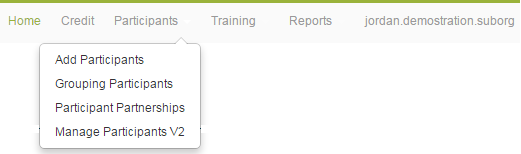 Home Credit Participants Training Reports jordan.demostration.suborg
Add Participants
Grouping Participants
Participant Partnerships
Manage Participants V2